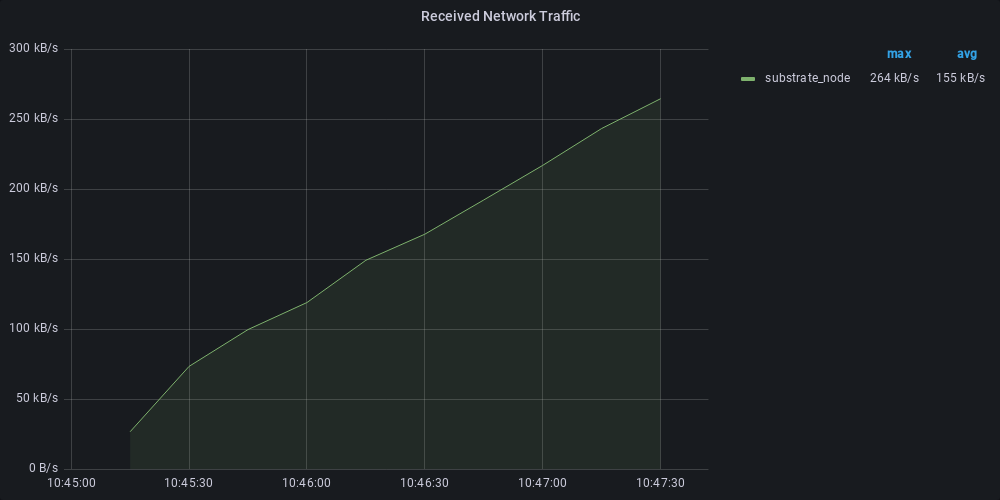 Received Network Traffic
300 kB/s
250 kB/s
200 kB/s
150 kB/s
100 kB/s
50 kB/s
0 B/s
10:45:00 10:45:30 10:46:00 10:46:30 10:47:00 10:47:30
max avg
substrate_node 264 kB/s 155 kB/s